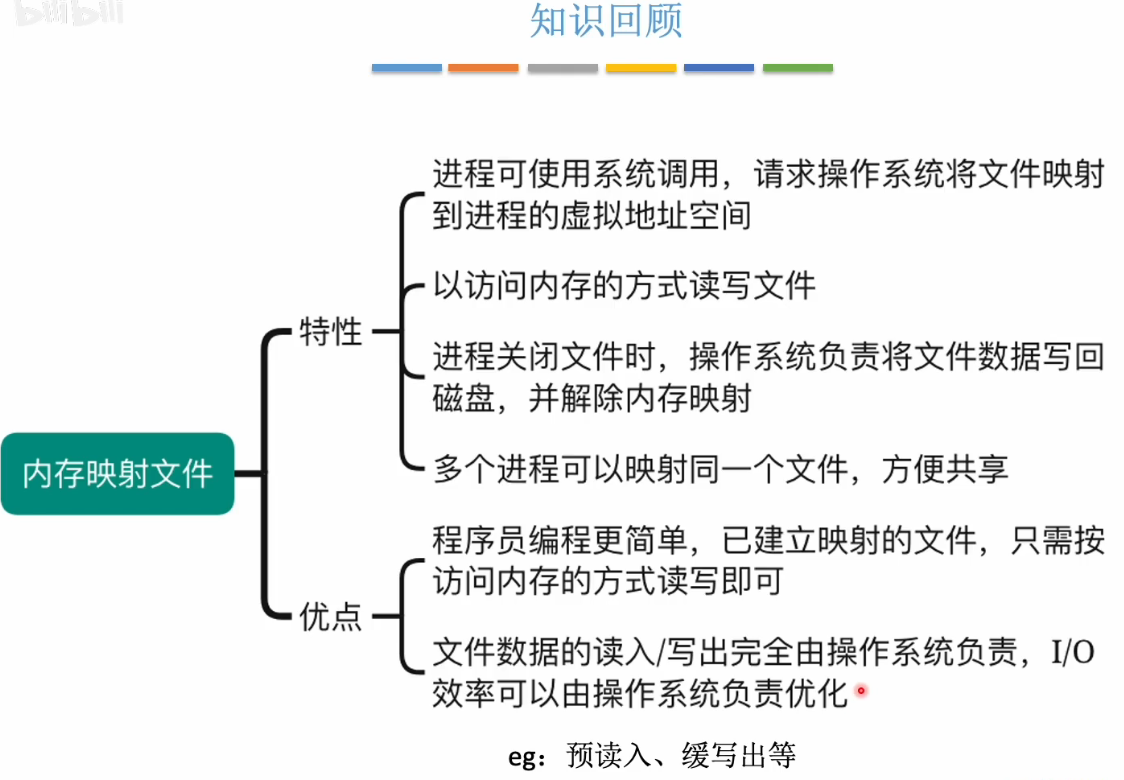 bilibili
知识回顾
进程可使用系统调用，请求操作系统将文件映射
到进程的虚拟地址空间
以访问内存的方式读写文件
特性
进程关闭文件时，操作系统负责将文件数据写回
磁盘，并解除内存映射
多个进程可以映射同一个文件，方便共享
内存映射文件
程序员编程更简单，已建立映射的文件，只需按
访问内存的方式读写即可
优点
文件数据的读入/写出完全由操作系统负责，I/O
效率可以由操作系统负责优化
eg：预读入、缓写出等